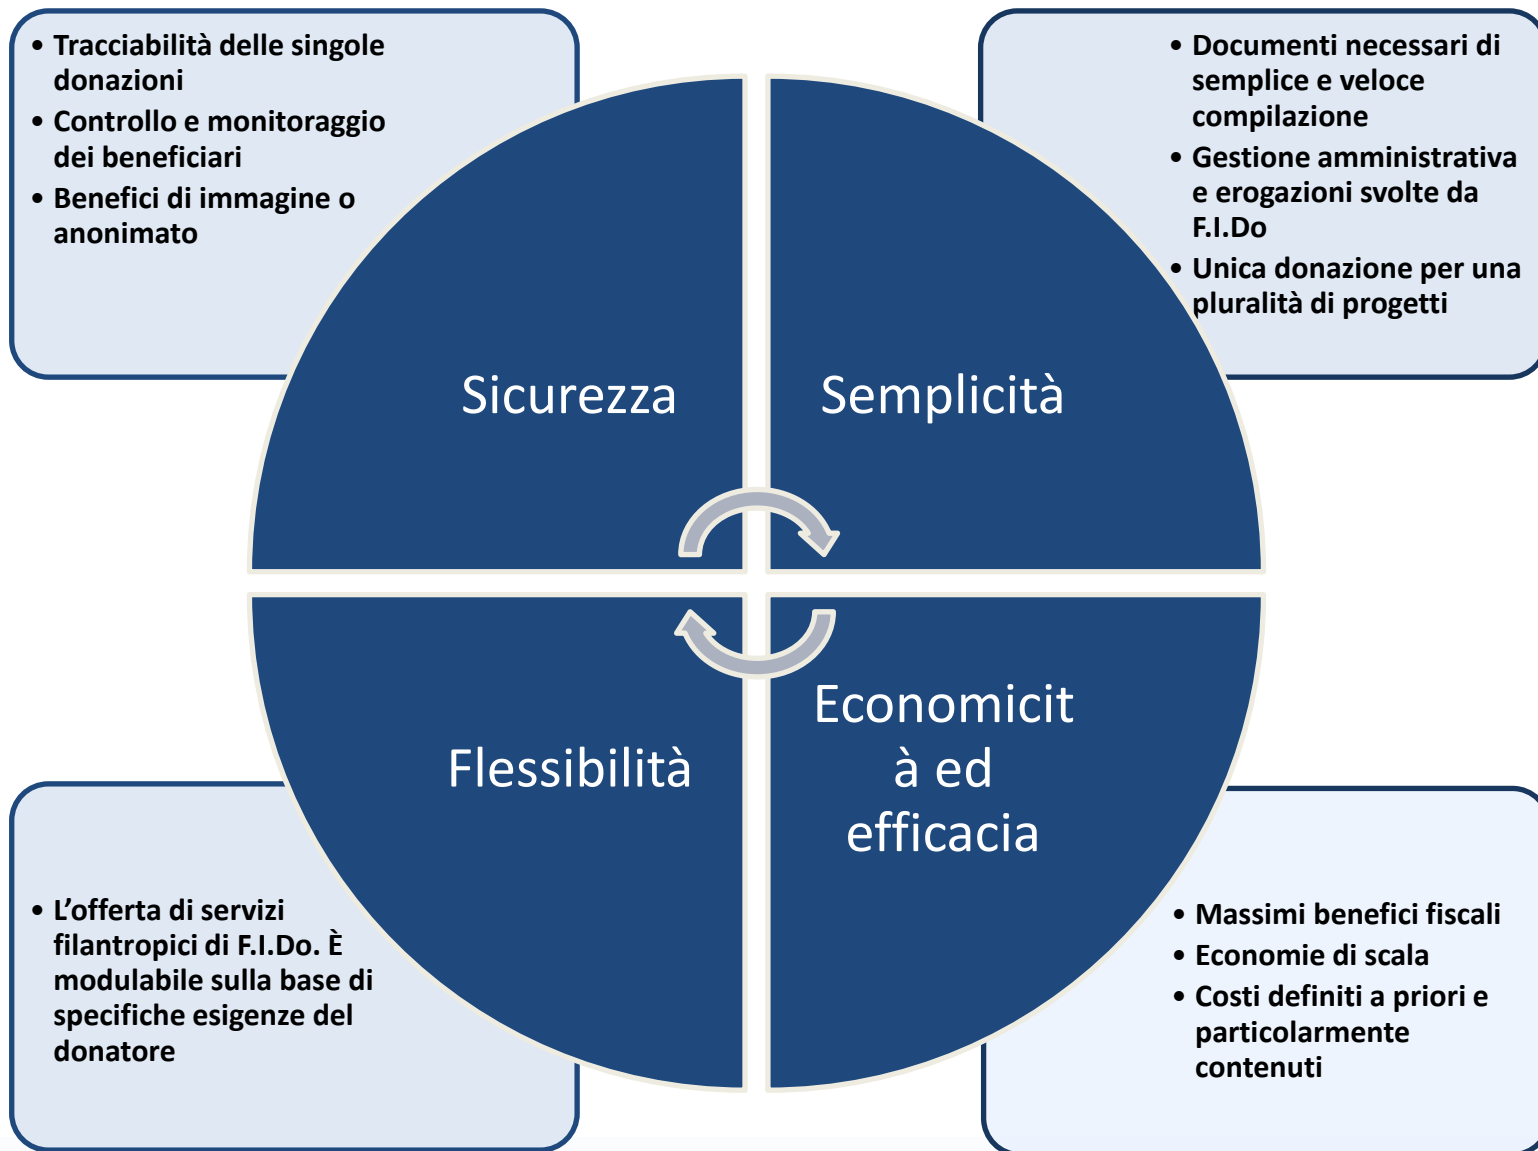 • Tracciabilità delle singole
donazioni
• Controllo e monitoraggio
dei beneficiari
• Benefici di immagine o
anonimato
• Documenti necessari di
semplice e veloce
compilazione
• Gestione amministrativa
e erogazioni svolte da
F.I.Do
• Unica donazione per una
pluralità di progetti
Sicurezza
Semplicità
Flessibilità
Economicit
à ed
efficacia
• L’offerta di servizi
filantropici di F.I.Do. È
modulabile sulla base di
specifiche esigenze del
donatore
• Massimi benefici fiscali
• Economie di scala
• Costi definiti a priori e
particolarmente
contenuti